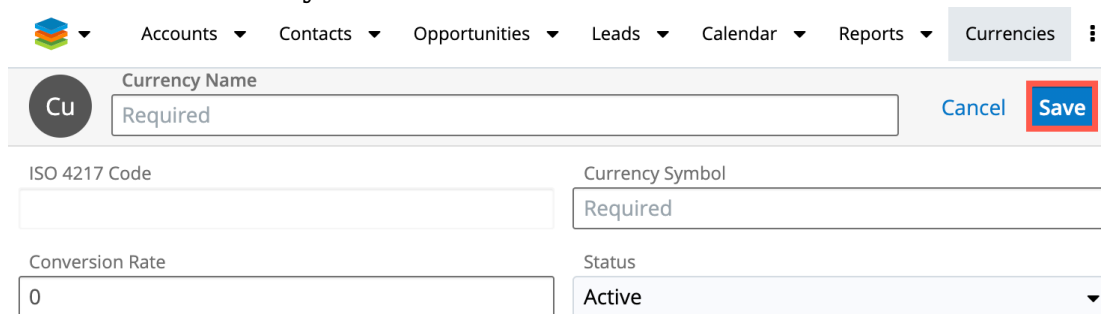 Accounts Contacts Opportunities Leads Calendar Reports Currencies
Currency Name
Cu
Required
Cancel Save
ISO 4217 Code Currency Symbol
Required
Conversion Rate Status
0 Active